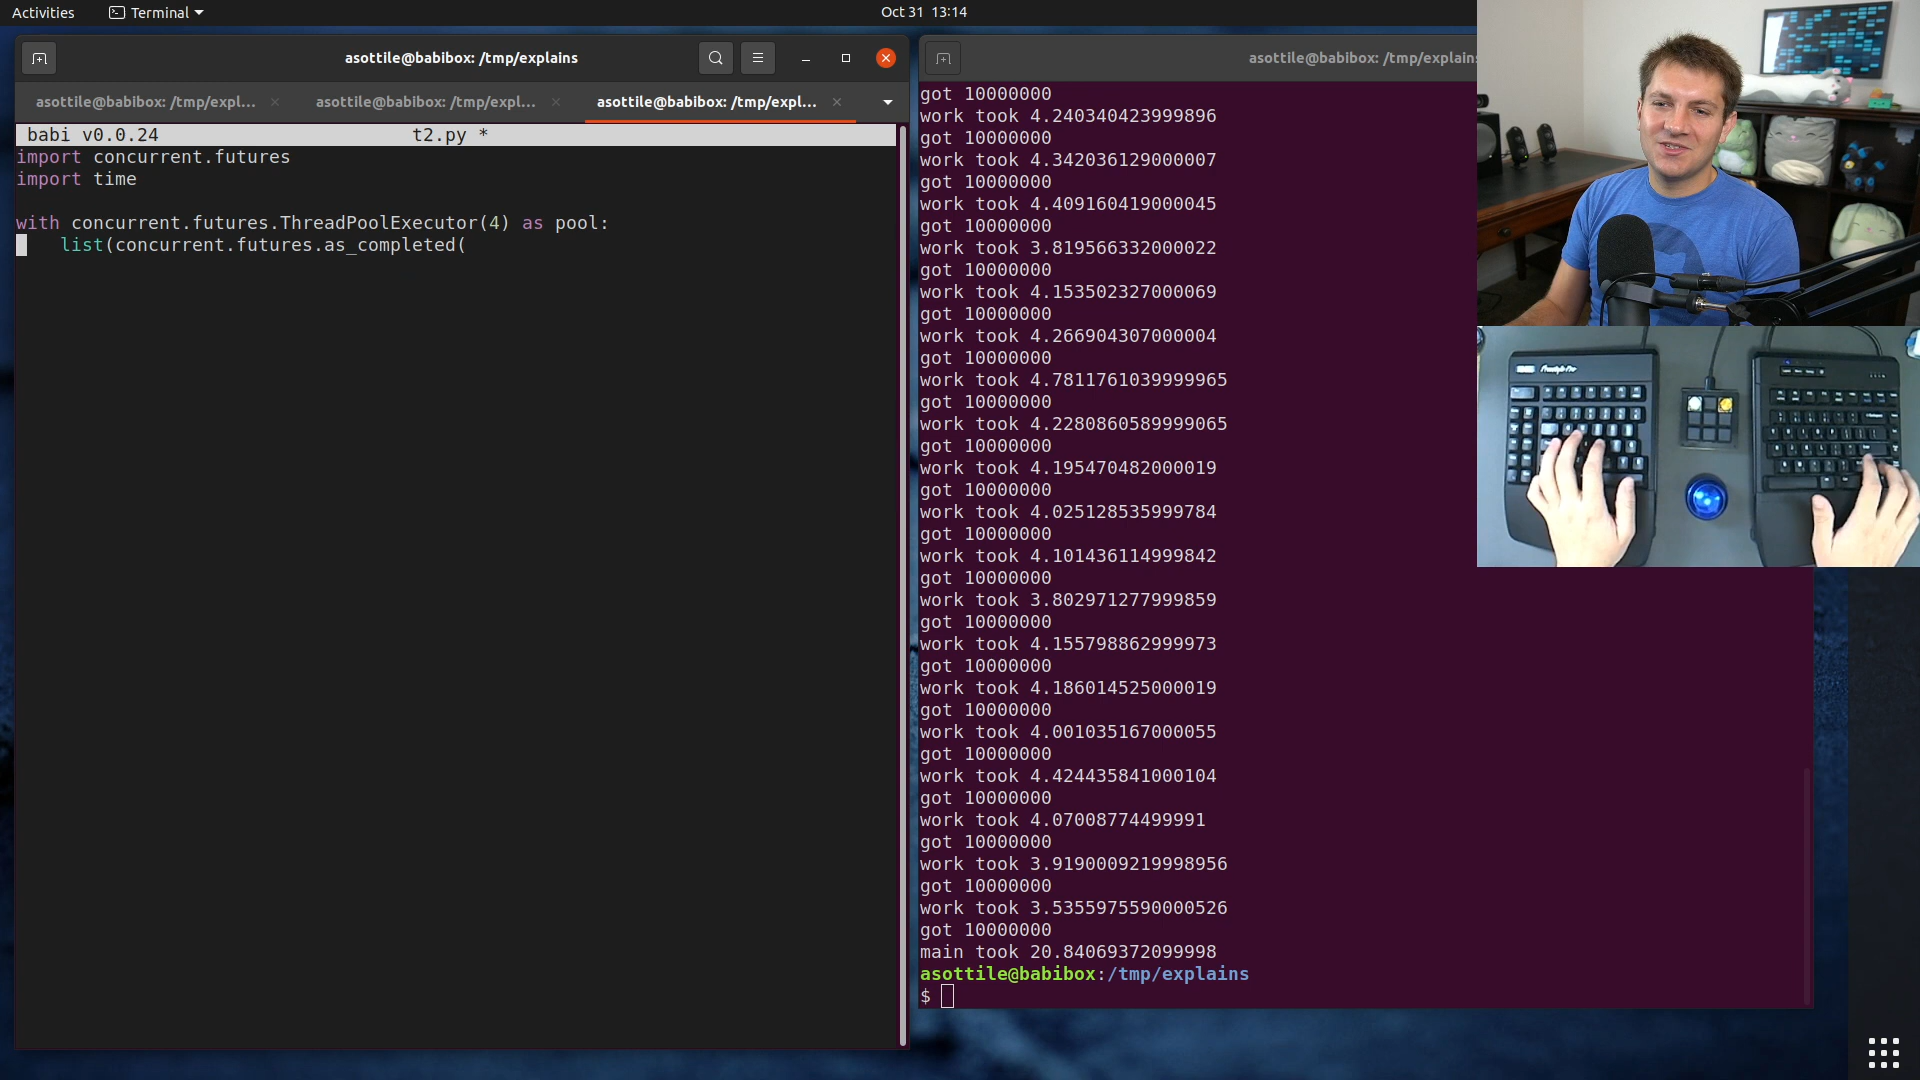 Activities
Terminal
Oct 31 13:14
asottile@babibox: /tmp/explains
asottile@babibox: /tmp/expl...
asottile@babibox: /tmp/expl...
asottile@babibox: /tmp/expl...
babi v0.0.24 t2.py *
import concurrent.futures
import time
with concurrent.futures.ThreadPoolExecutor(4) as pool:
list(concurrent.futures.as_completed(
asottile@babibox: /tmp/explains
got 10000000
work took 4.240340423999896
got 10000000
work took 4.342036129000007
got 10000000
work took 4.409160419000045
got 10000000
work took 3.819566332000022
got 10000000
work took 4.153502327000069
got 10000000
work took 4.266904307000004
got 10000000
work took 4.7811761039999965
got 10000000
work took 4.2280860589999065
got 10000000
work took 4.195470482000019
got 10000000
work took 4.025128535999784
got 10000000
work took 4.101436114999842
got 10000000
work took 3.802971277999859
got 10000000
work took 4.155798862999973
got 10000000
work took 4.186014525000019
got 10000000
work took 4.001035167000055
got 10000000
work took 4.424435841000104
got 10000000
work took 4.07008774499991
got 10000000
work took 3.9190009219998956
got 10000000
work took 3.5355975590000526
got 10000000
main took 20.84069372099998
asottile@babibox:/tmp/explains
$
Freestyle Pro